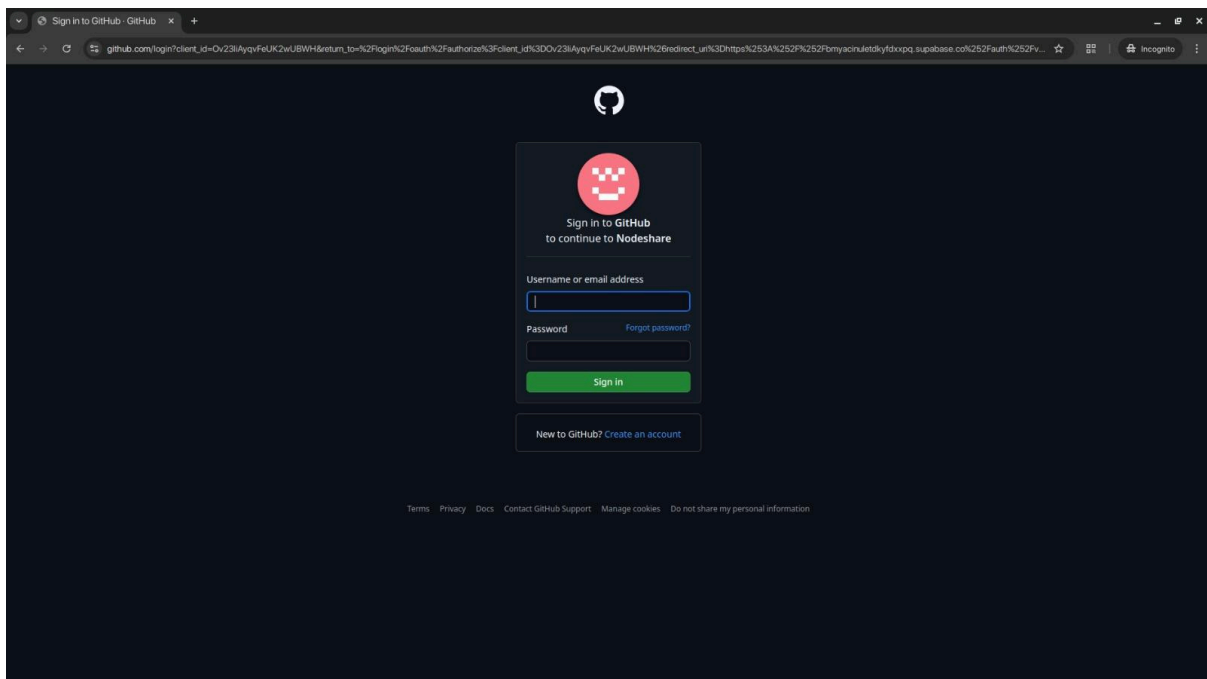 Sign in to GitHub · GitHub
github.com/login?client_id=Ov23liAyqvFeUK2wUBWH&return_to=%2Flogin%2Foauth%2Fauthorize%3Fclient_id%3DOv23liAyqvFeUK2wUBWH%26redirect_uri%3Dhttps%253A%252F%252Fbmyacinuletdkyfdxxpq.supabase.co%252Fauth%252Fv...
Incognito
Sign in to GitHub
to continue to Nodeshare
Username or email address
Password Forgot password?
Sign in
New to GitHub? Create an account
Terms Privacy Docs Contact GitHub Support Manage cookies Do not share my personal information